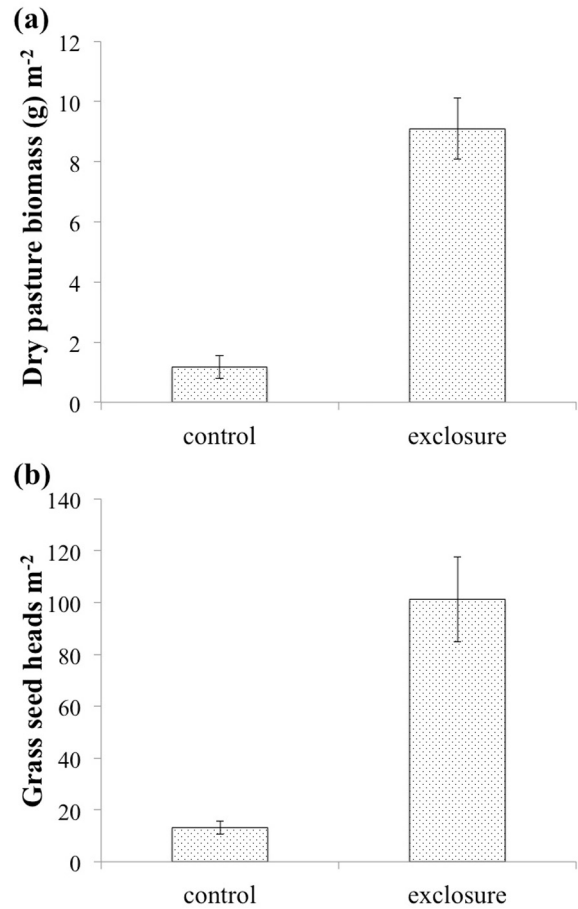 (a)
Dry pasture biomass (g) m⁻²
12
10
8
6
4
2
0
control exclosure
(b)
Grass seed heads m⁻²
140
120
100
80
60
40
20
0
control exclosure